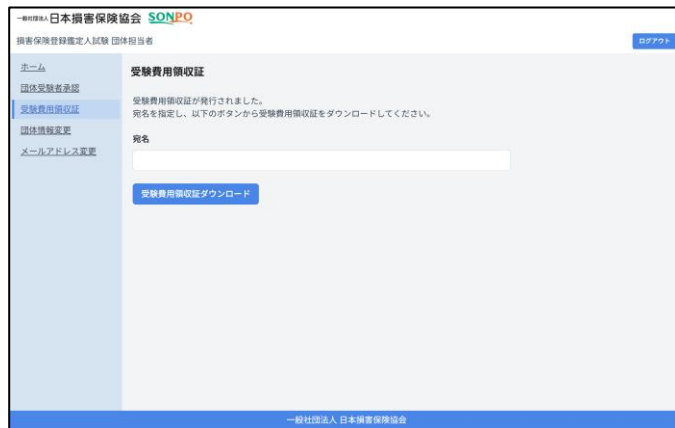 一般社団法人日本損害保険協会 SONPO
損害保険登録鑑定人試験 団体担当者
ログアウト
ホーム
団体受験者承認
受験費用領収証
団体情報変更
メールアドレス変更
受験費用領収証
受験費用領収証が発行されました。
宛名を指定し、以下のボタンから受験費用領収証をダウンロードしてください。
宛名
受験費用領収証ダウンロード
一般社団法人 日本損害保険協会